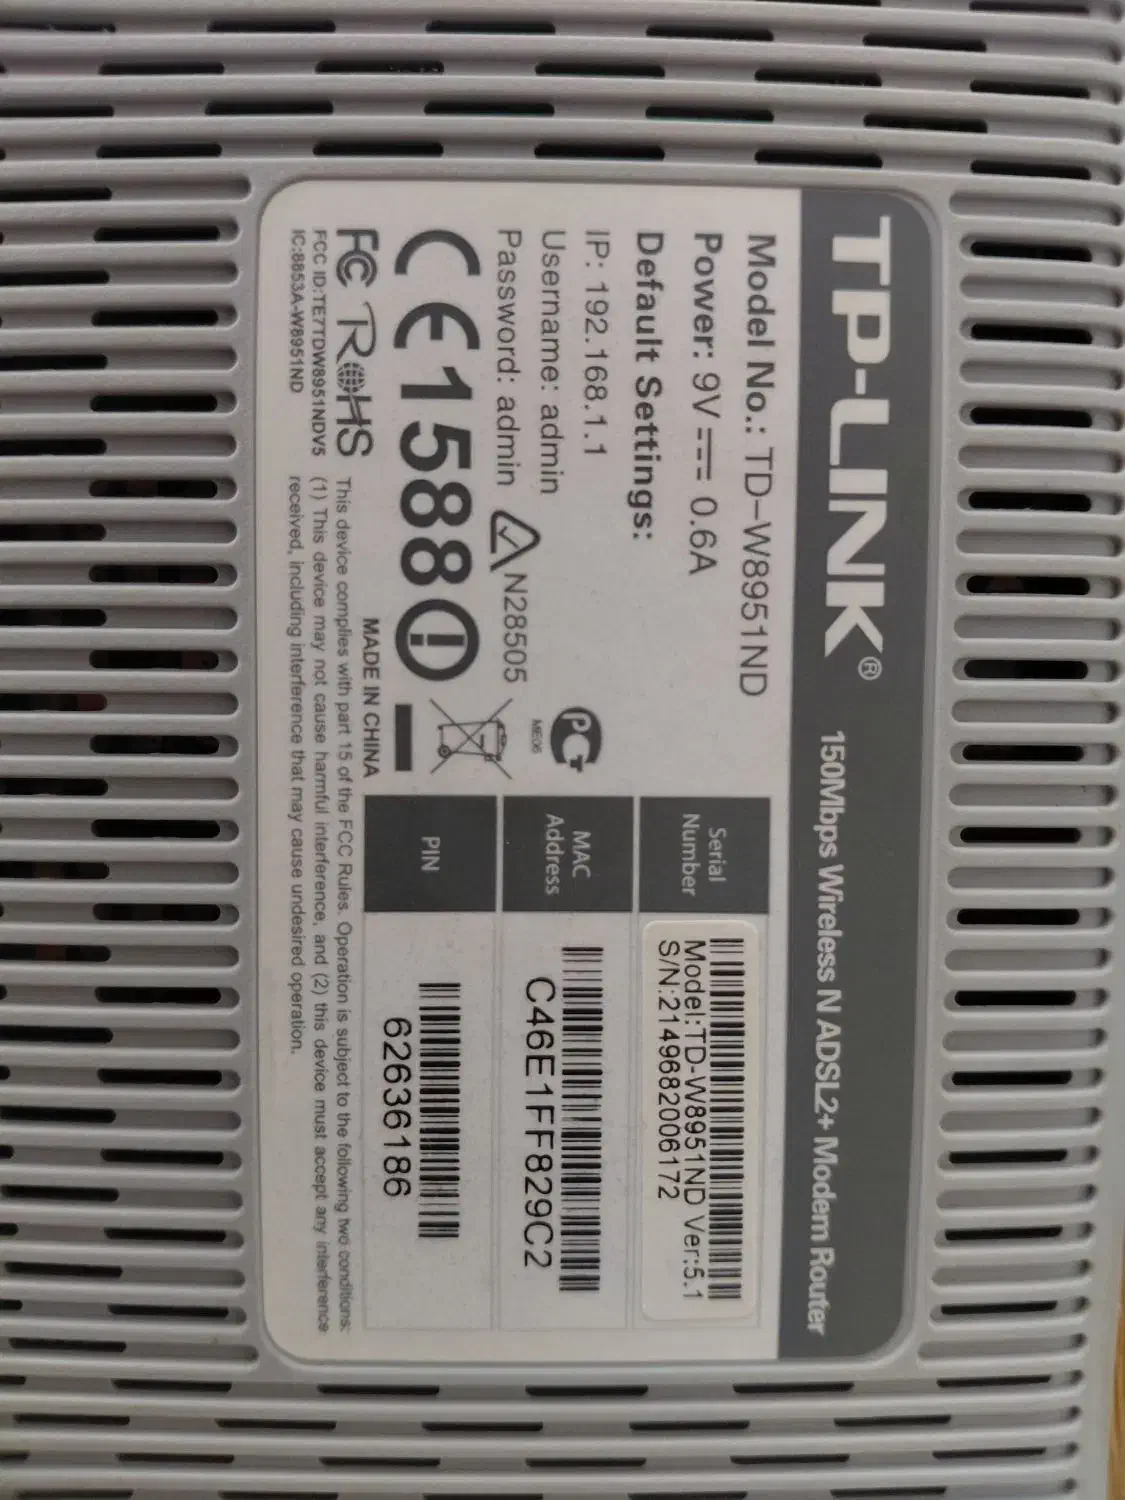 TP-LINK® 150Mbps Wireless N ADSL2+ Modem Router
Model No.: TD-W8951ND
Power: 9V⎓ 0.6A
Default Settings:
IP: 192.168.1.1
Username: admin
Password: admin
N28505
PG
ME06
CE1588
FC RoHS
FCC ID:TE7TDW8951NDV5
IC:8853A-W8951ND
MADE IN CHINA
Serial
Number
Model:TD-W8951ND Ver:5.1
S/N:2149682006172
MAC
Address
C46E1FF829C2
PIN
62636186
This device complies with part 15 of the FCC Rules. Operation is subject to the following two conditions:
(1) This device may not cause harmful interference, and (2) this device must accept any interference
received, including interference that may cause undesired operation.